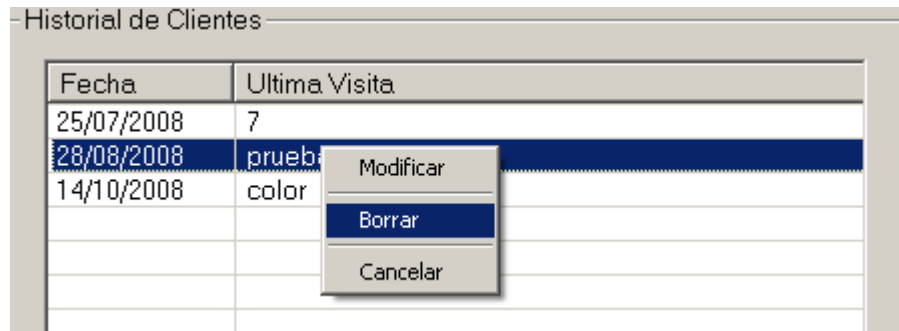 Historial de Clientes
Fecha Ultima Visita
25/07/2008 7
28/08/2008 prueb
14/10/2008 color
Modificar
Borrar
Cancelar